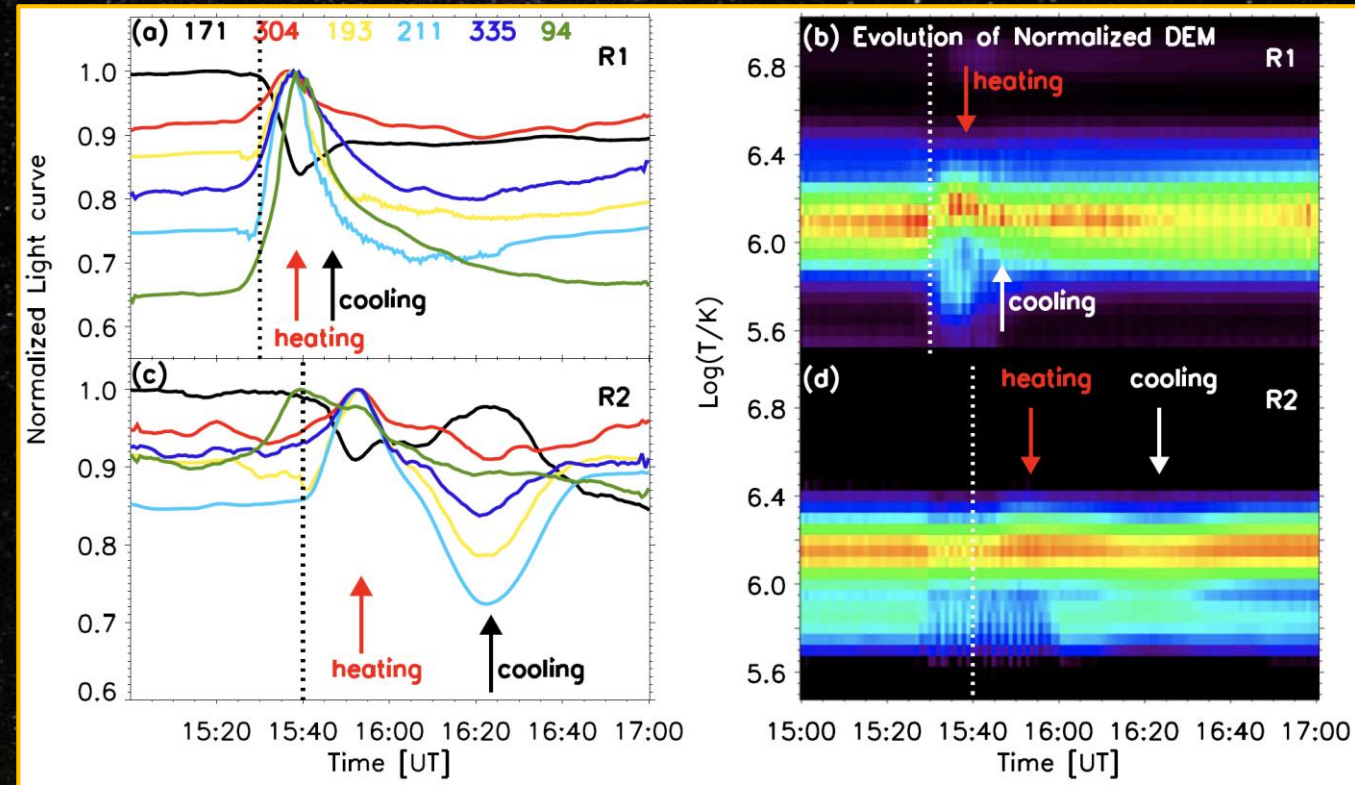 (a) 171 304 193 211 335 94
R1
1.0
0.9
0.8
0.7
0.6
heating
cooling
Normalized Light curve
(c)
R2
1.0
0.9
0.8
0.7
0.6
heating
cooling
15:20 15:40 16:00 16:20 16:40 17:00
Time [UT]
(b) Evolution of Normalized DEM
R1
heating
6.8
6.4
6.0
5.6
cooling
Log(T/K)
(d)
heating
cooling
R2
6.8
6.4
6.0
5.6
15:00 15:20 15:40 16:00 16:20 16:40 17:00
Time [UT]